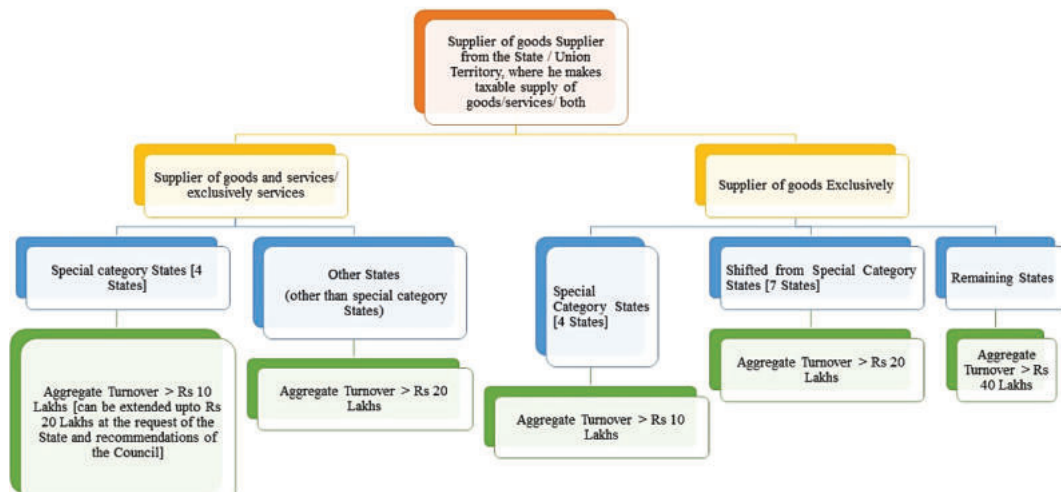 Supplier of goods Supplier
from the State / Union
Territory, where he makes
taxable supply of
goods/services/ both
Supplier of goods and services/
exclusively services
Supplier of goods Exclusively
Special category States [4
States]
Other States
(other than special category
States)
Special
Category States
[4 States]
Shifted from Special Category
States [7 States]
Remaining States
Aggregate Turnover > Rs 10
Lakhs [can be extended upto Rs
20 Lakhs at the request of the
State and recommendations of
the Council]
Aggregate Turnover > Rs 20
Lakhs
Aggregate Turnover > Rs 10
Lakhs
Aggregate Turnover > Rs 20
Lakhs
Aggregate
Turnover > Rs
40 Lakhs